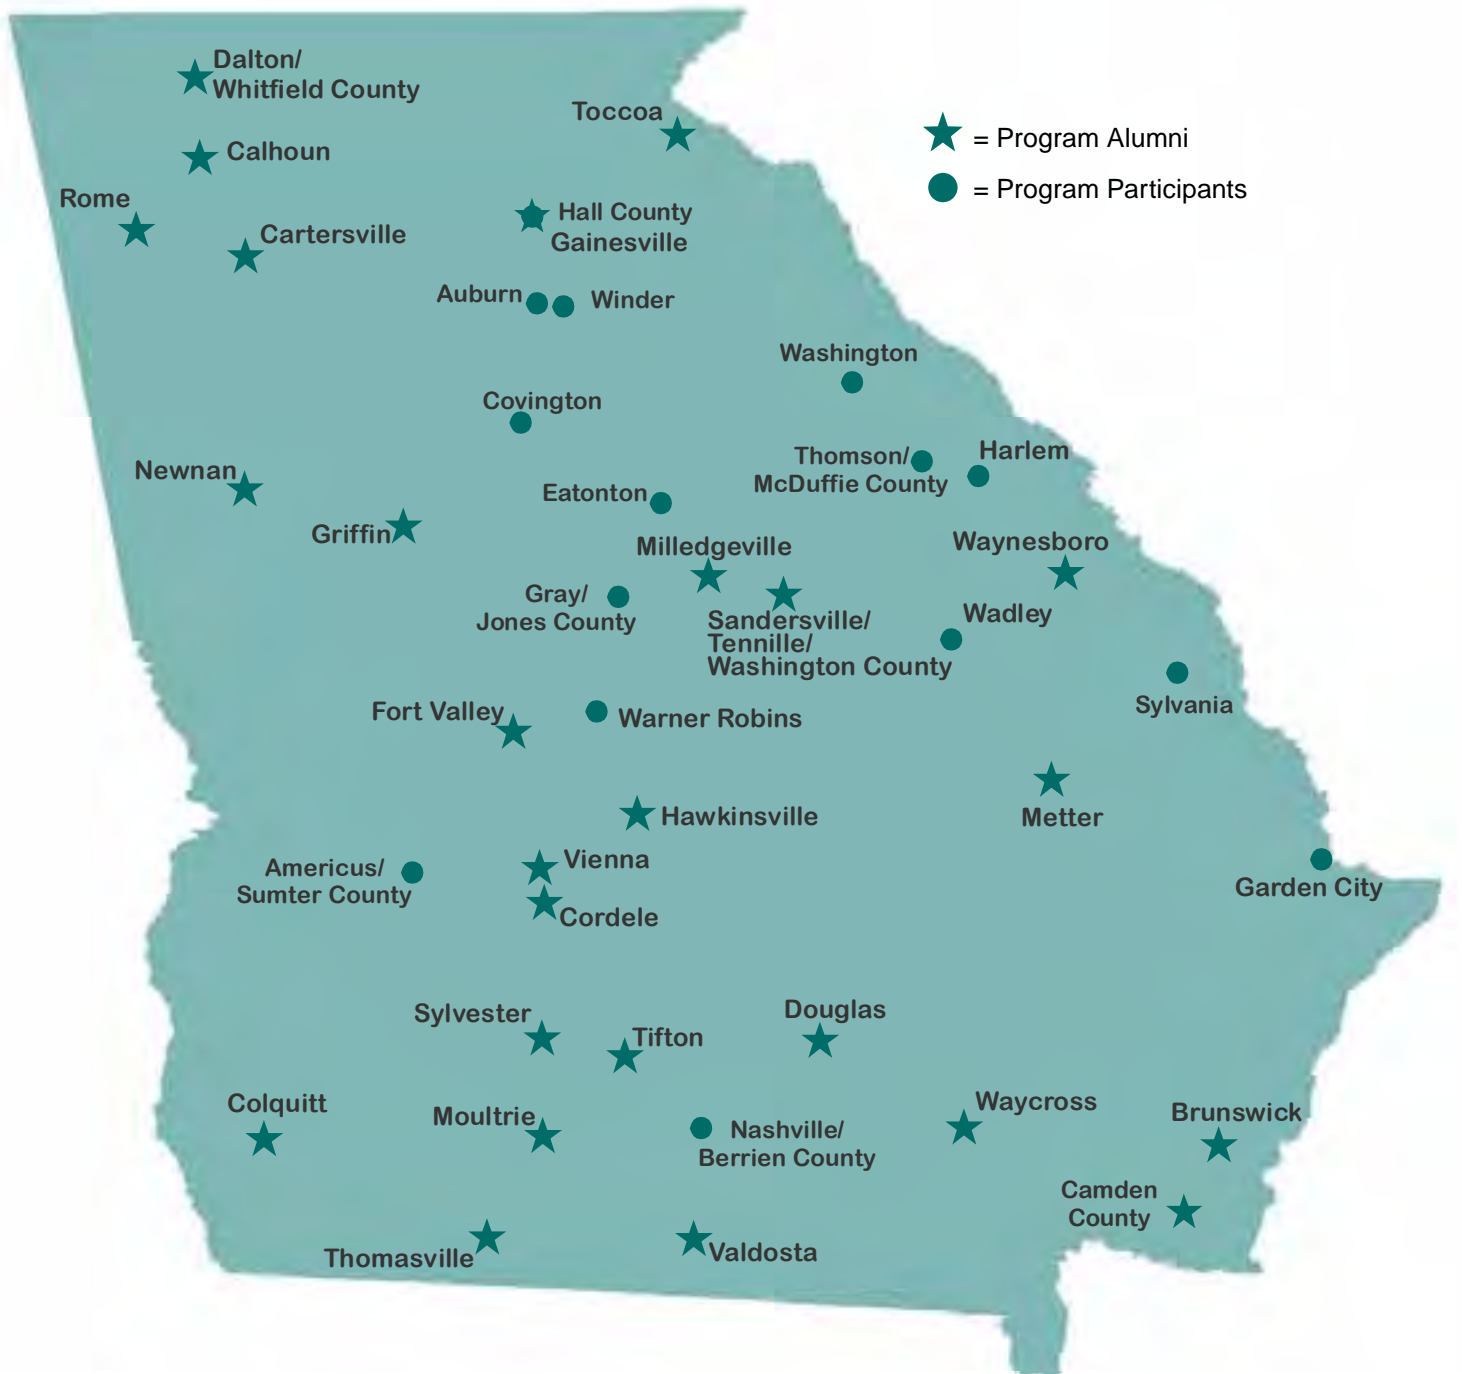 Dalton/
Whitfield County
Toccoa
= Program Alumni
Calhoun
= Program Participants
Rome
Hall County
Gainesville
Cartersville
Auburn
Winder
Washington
Covington
Harlem
Thomson/
McDuffie County
Newnan
Eatonton
Griffin
Milledgeville
Waynesboro
Gray/
Jones County
Sandersville/
Tennille/
Washington County
Wadley
Sylvania
Fort Valley
Warner Robins
Hawkinsville
Metter
Vienna
Americus/
Sumter County
Garden City
Cordele
Sylvester
Tifton
Douglas
Colquitt
Moultrie
Nashville/
Berrien County
Waycross
Brunswick
Camden
County
Thomasville
Valdosta